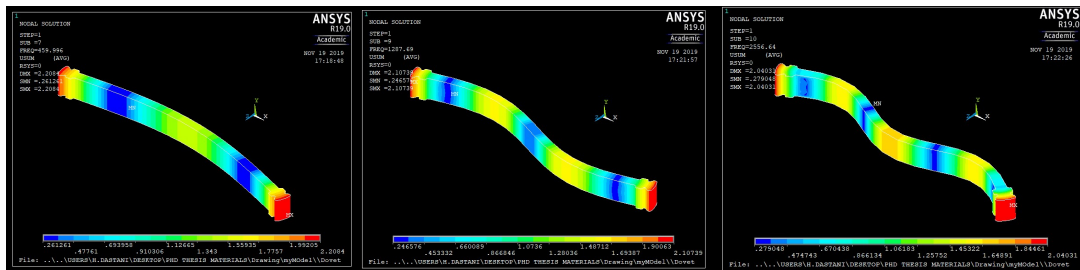 1
NODAL SOLUTION
STEP=1
SUB =7
FREQ=459.996
USUM (AVG)
RSYS=0
DMX =2.2084
SMN =.261261
SMX =2.2084
ANSYS
R19.0
Academic
NOV 19 2019
17:18:48
MN
Y
Z X
MX
.261261 .693958 1.12665 1.55935 1.99205
.47761 .910306 1.343 1.7757 2.2084
File: ..\..\USERS\H.DASTANI\DESKTOP\PHD THESIS MATERIALS\Drawing\myMOdel\\Dovet
1
NODAL SOLUTION
STEP=1
SUB =9
FREQ=1287.69
USUM (AVG)
RSYS=0
DMX =2.10739
SMN =.246576
SMX =2.10739
ANSYS
R19.0
Academic
NOV 19 2019
17:21:57
MN
Y
Z X
.246576 .660089 1.0736 1.48712 1.90063
.453332 .866846 1.28036 1.69387 2.10739
File: ..\..\USERS\H.DASTANI\DESKTOP\PHD THESIS MATERIALS\Drawing\myMOdel\\Dovet
1
NODAL SOLUTION
STEP=1
SUB =10
FREQ=2556.64
USUM (AVG)
RSYS=0
DMX =2.04031
SMN =.279048
SMX =2.04031
ANSYS
R19.0
Academic
NOV 19 2019
17:22:26
MN
Y
Z X
MX
.279048 .670438 1.06183 1.45322 1.84461
.474743 .866134 1.25752 1.64891 2.04031
File: ..\..\USERS\H.DASTANI\DESKTOP\PHD THESIS MATERIALS\Drawing\myMOdel\\Dovet